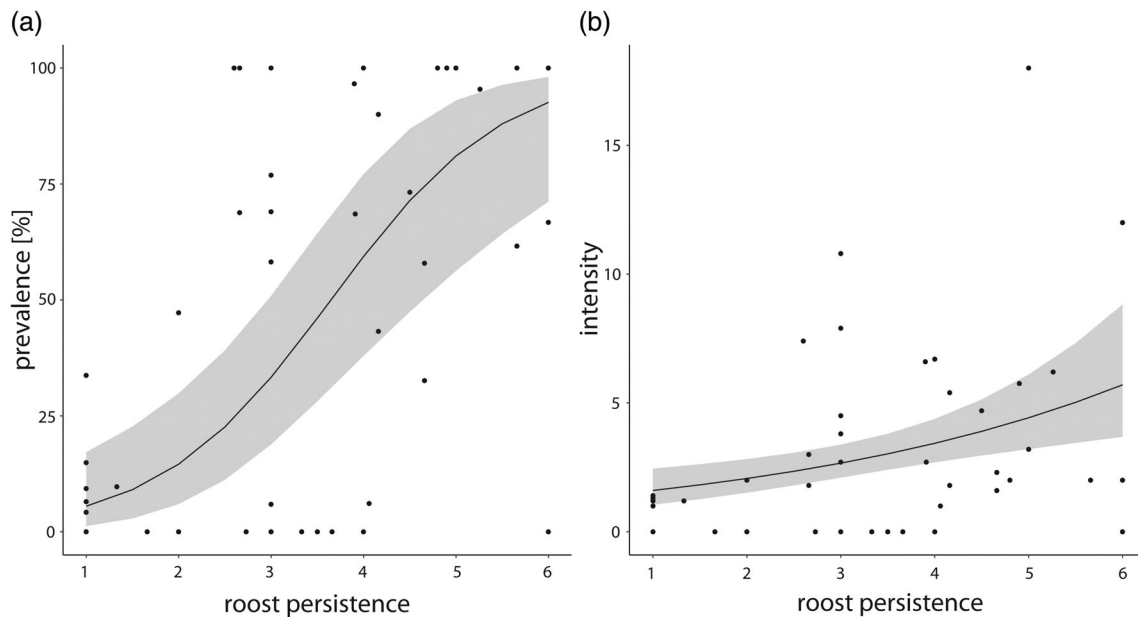 (a)
prevalence [%]
100
75
50
25
0
1 2 3 4 5 6
roost persistence
(b)
intensity
15
10
5
0
1 2 3 4 5 6
roost persistence